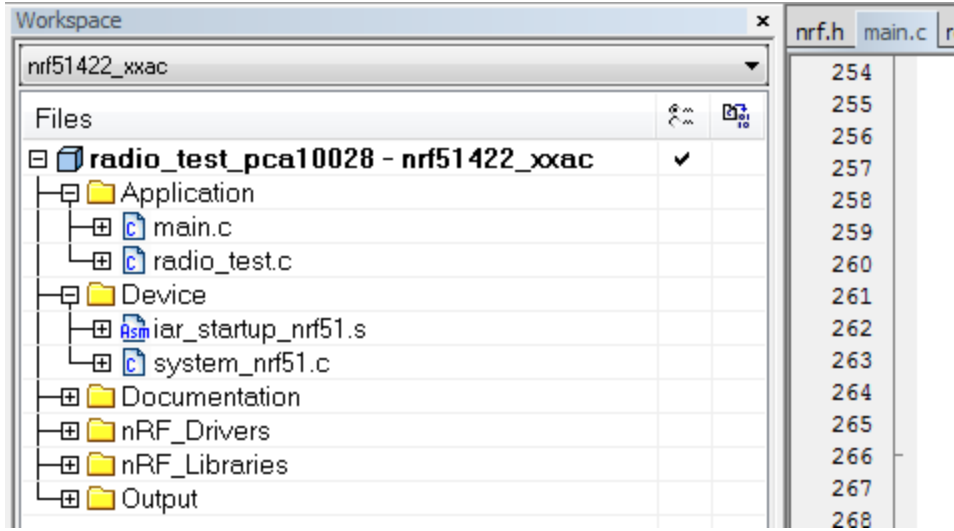 Workspace
nrf51422_xxac
Files
radio_test_pca10028 - nrf51422_xxac
Application
main.c
radio_test.c
Device
iar_startup_nrf51.s
system_nrf51.c
Documentation
nRF_Drivers
nRF_Libraries
Output
nrf.h main.c r
254
255
256
257
258
259
260
261
262
263
264
265
266
267
268